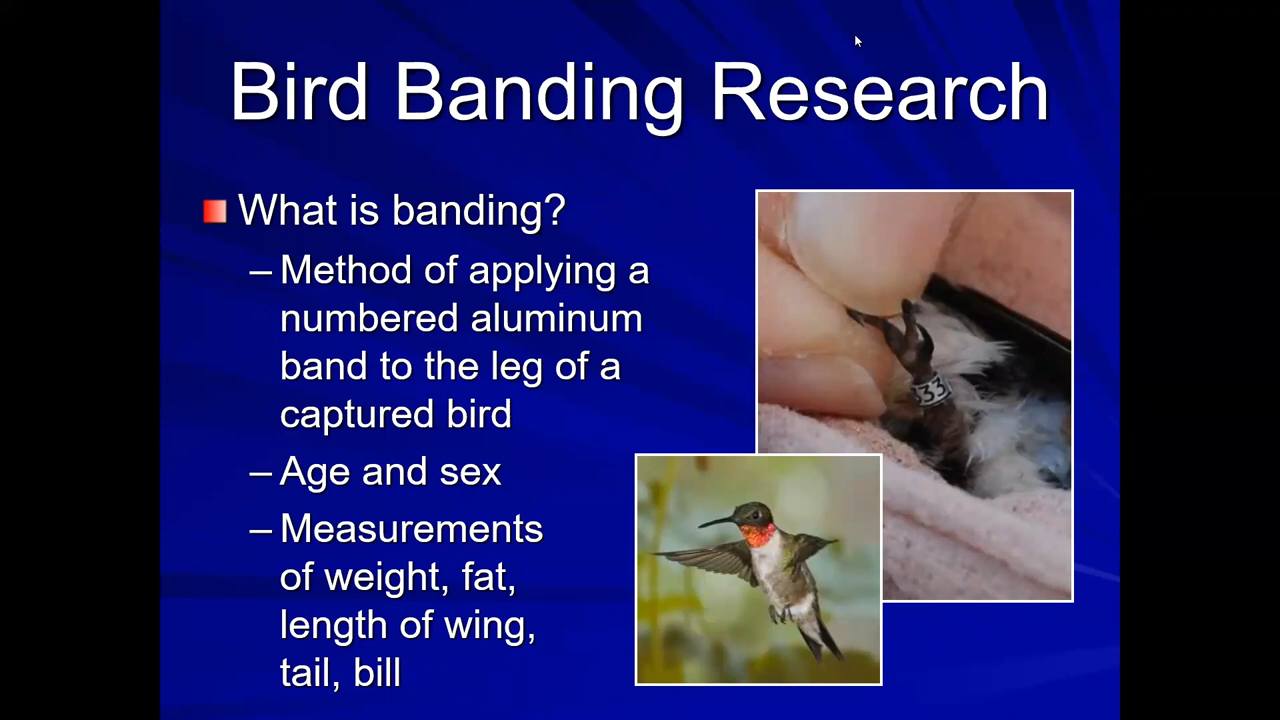 Bird Banding Research
What is banding?
– Method of applying a
numbered aluminum
band to the leg of a
captured bird
– Age and sex
– Measurements
of weight, fat,
length of wing,
tail, bill
33